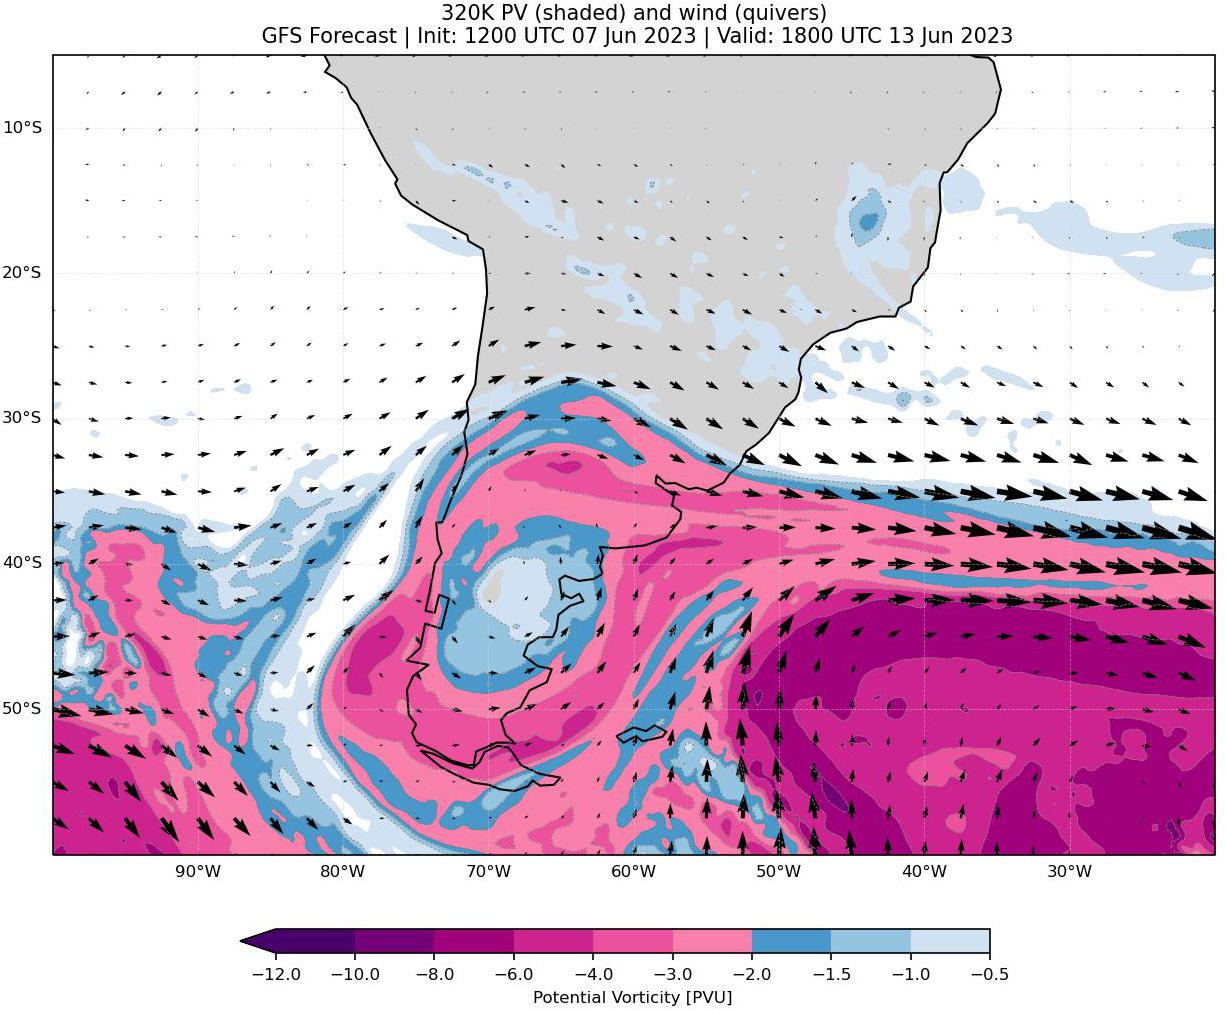 320K PV (shaded) and wind (quivers)
GFS Forecast | Init: 1200 UTC 07 Jun 2023 | Valid: 1800 UTC 13 Jun 2023
10°S
20°S
30°S
40°S
50°S
90°W 80°W 70°W 60°W 50°W 40°W 30°W
−12.0 −10.0 −8.0 −6.0 −4.0 −3.0 −2.0 −1.5 −1.0 −0.5
Potential Vorticity [PVU]